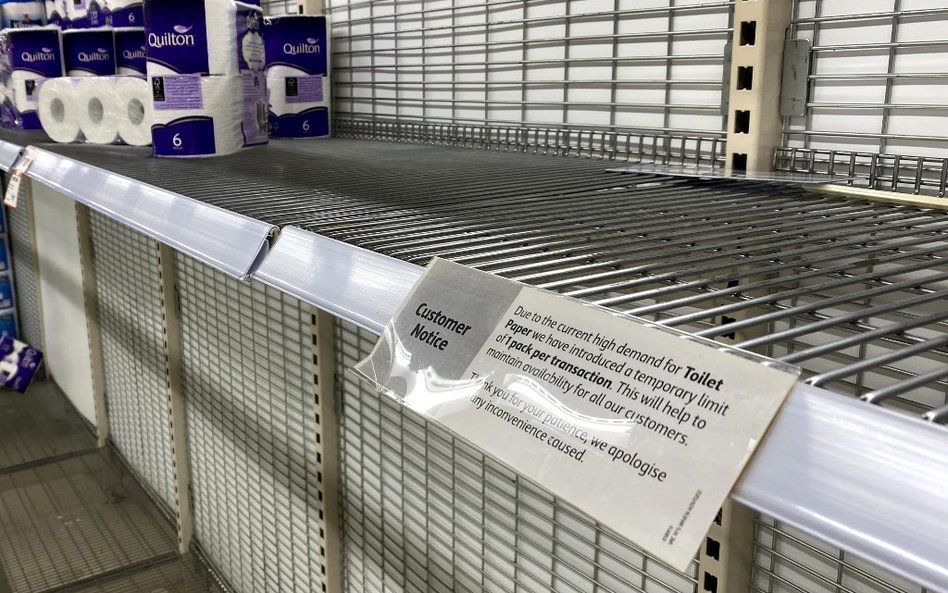 Quilton
Quilton
Quilton
Quilton
6
6
Customer
Notice
Due to the current high demand for Toilet
Paper we have introduced a temporary limit
of 1 pack per transaction. This will help to
maintain availability for all our customers.
Thank you for your patience, we apologise
any inconvenience caused.